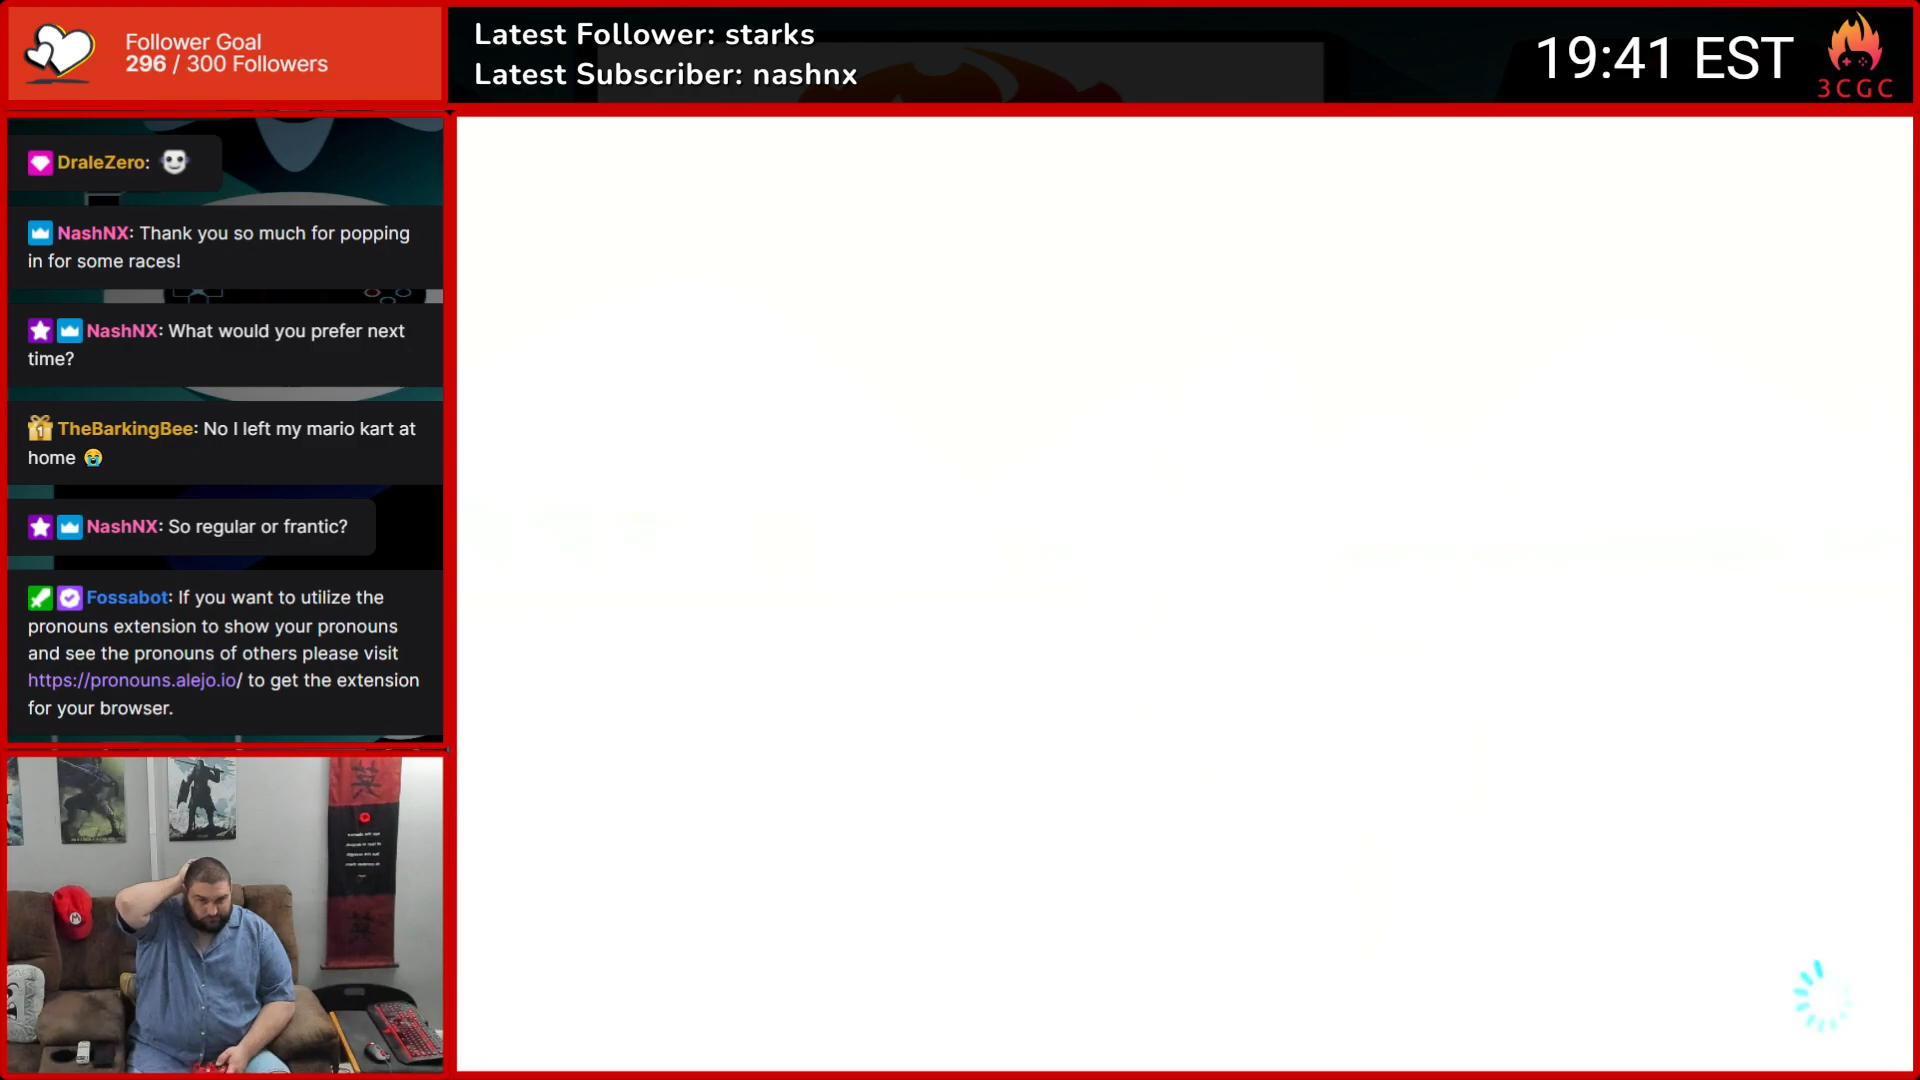 Follower Goal
296 / 300 Followers
Latest Follower: starks
Latest Subscriber: nashnx
19:41 EST
3CGC
DraleZero:
NashNX: Thank you so much for popping
in for some races!
NashNX: What would you prefer next
time?
TheBarkingBee: No I left my mario kart at
home 😭
NashNX: So regular or frantic?
Fossabot: If you want to utilize the
pronouns extension to show your pronouns
and see the pronouns of others please visit
https://pronouns.alejo.io/ to get the extension
for your browser.